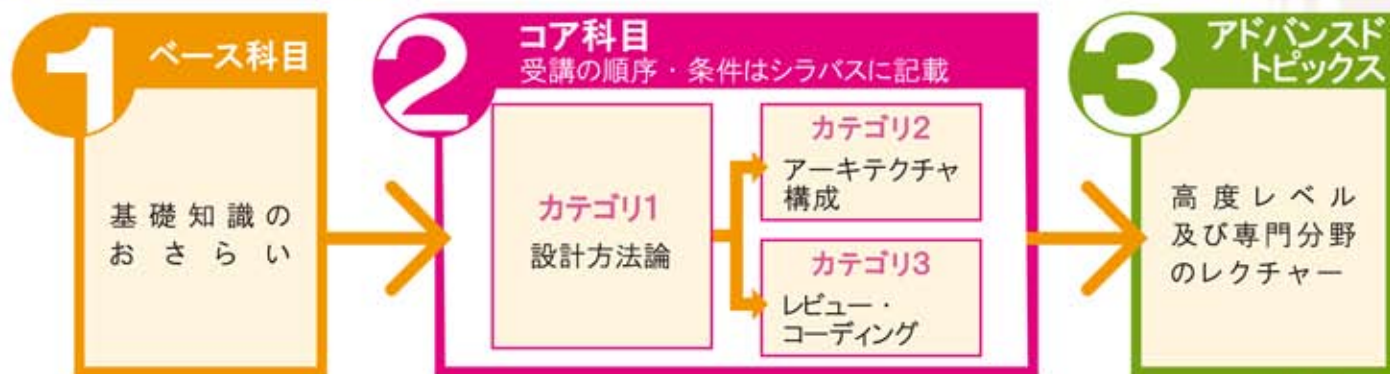 1
ベース科目
基礎知識の
おさらい
2
コア科目
受講の順序・条件はシラバスに記載
カテゴリ1
設計方法論
カテゴリ2
アーキテクチャ
構成
カテゴリ3
レビュー・
コーディング
3
アドバンスド
トピックス
高度レベル
及び専門分野
のレクチャー